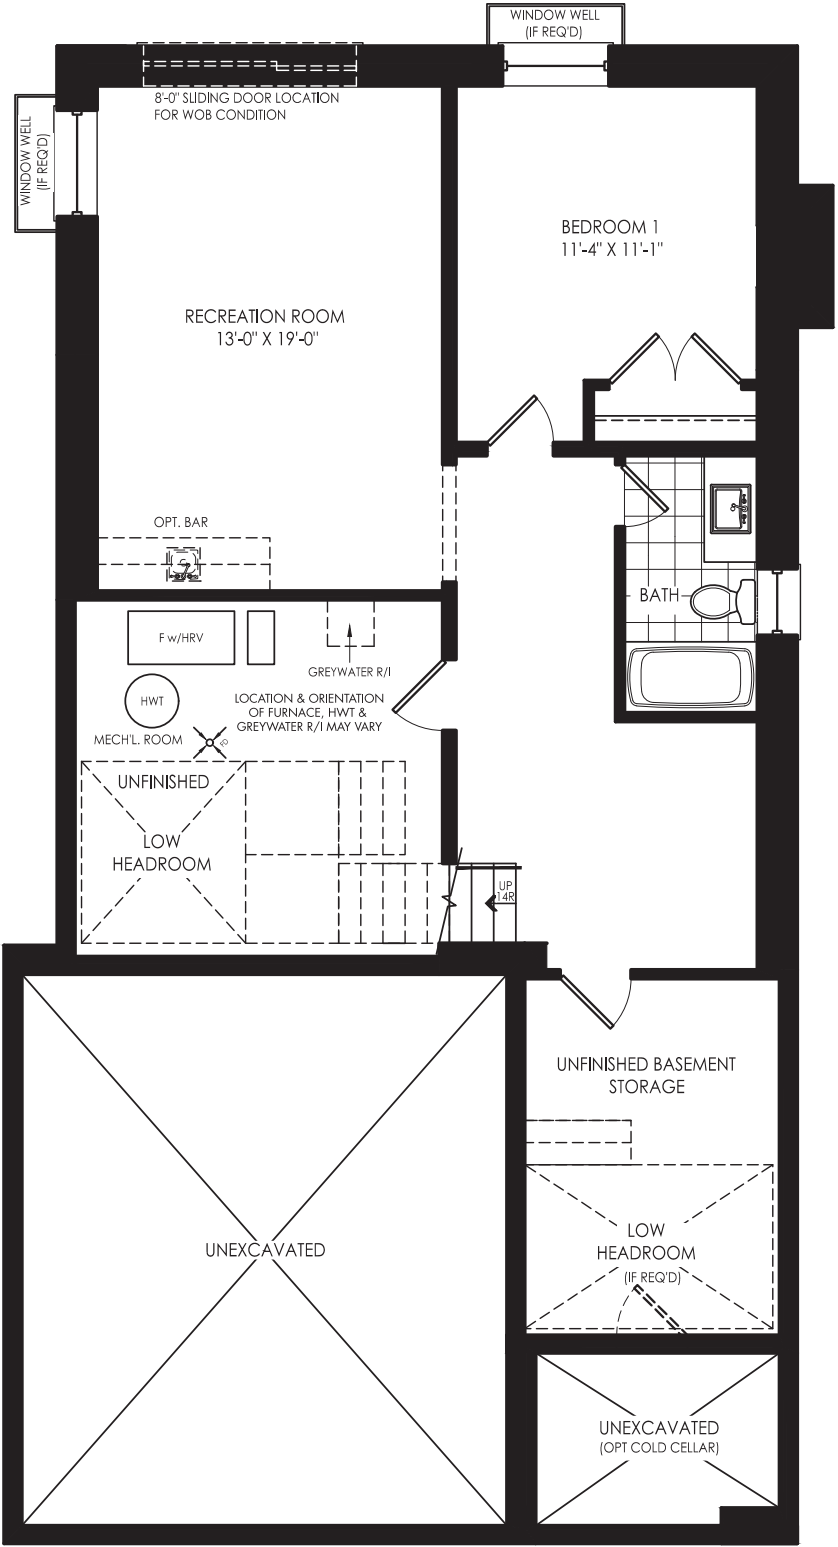 WINDOW WELL
(IF REQ'D)
8'-0" SLIDING DOOR LOCATION
FOR WOB CONDITION
WINDOW WELL
(IF REQ'D)
BEDROOM 1
11'-4" X 11'-1"
RECREATION ROOM
13'-0" X 19'-0"
OPT. BAR
BATH
F w/HRV
GREYWATER R/I
HWT
LOCATION & ORIENTATION
OF FURNACE, HWT &
GREYWATER R/I MAY VARY
MECH'L. ROOM
FD
UNFINISHED
LOW
HEADROOM
UP
14R
UNFINISHED BASEMENT
STORAGE
LOW
HEADROOM
(IF REQ'D)
UNEXCAVATED
UNEXCAVATED
(OPT COLD CELLAR)